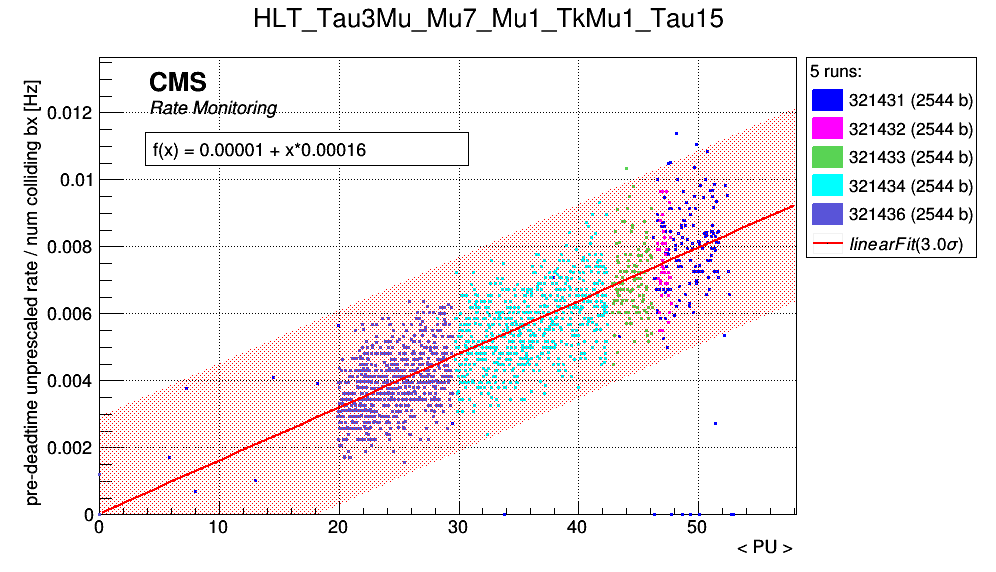 HLT_Tau3Mu_Mu7_Mu1_TkMu1_Tau15
pre-deadtime unprescaled rate / num colliding bx [Hz]
CMS
Rate Monitoring
f(x) = 0.00001 + x*0.00016
0.012
0.01
0.008
0.006
0.004
0.002
0
0 10 20 30 40 50
< PU >
5 runs:
321431 (2544 b)
321432 (2544 b)
321433 (2544 b)
321434 (2544 b)
321436 (2544 b)
linearFit(3.0σ)